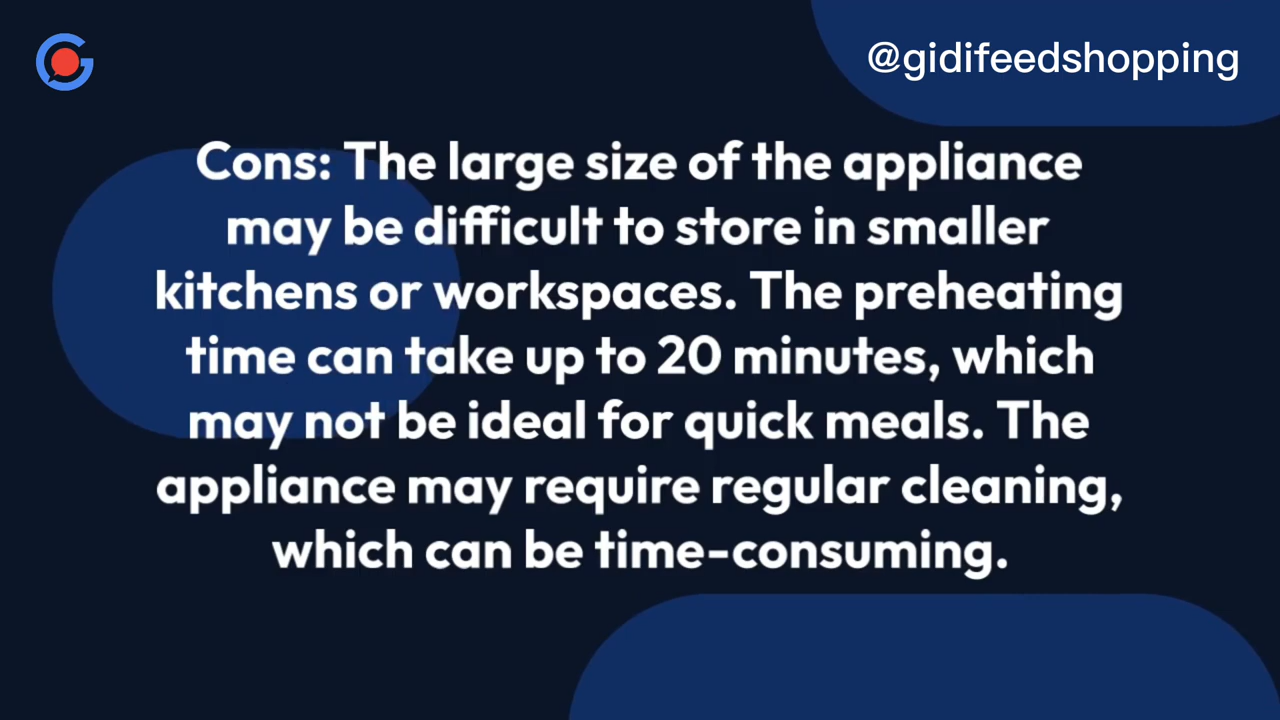 @gidifeedshopping
Cons: The large size of the appliance
may be difficult to store in smaller
kitchens or workspaces. The preheating
time can take up to 20 minutes, which
may not be ideal for quick meals. The
appliance may require regular cleaning,
which can be time-consuming.